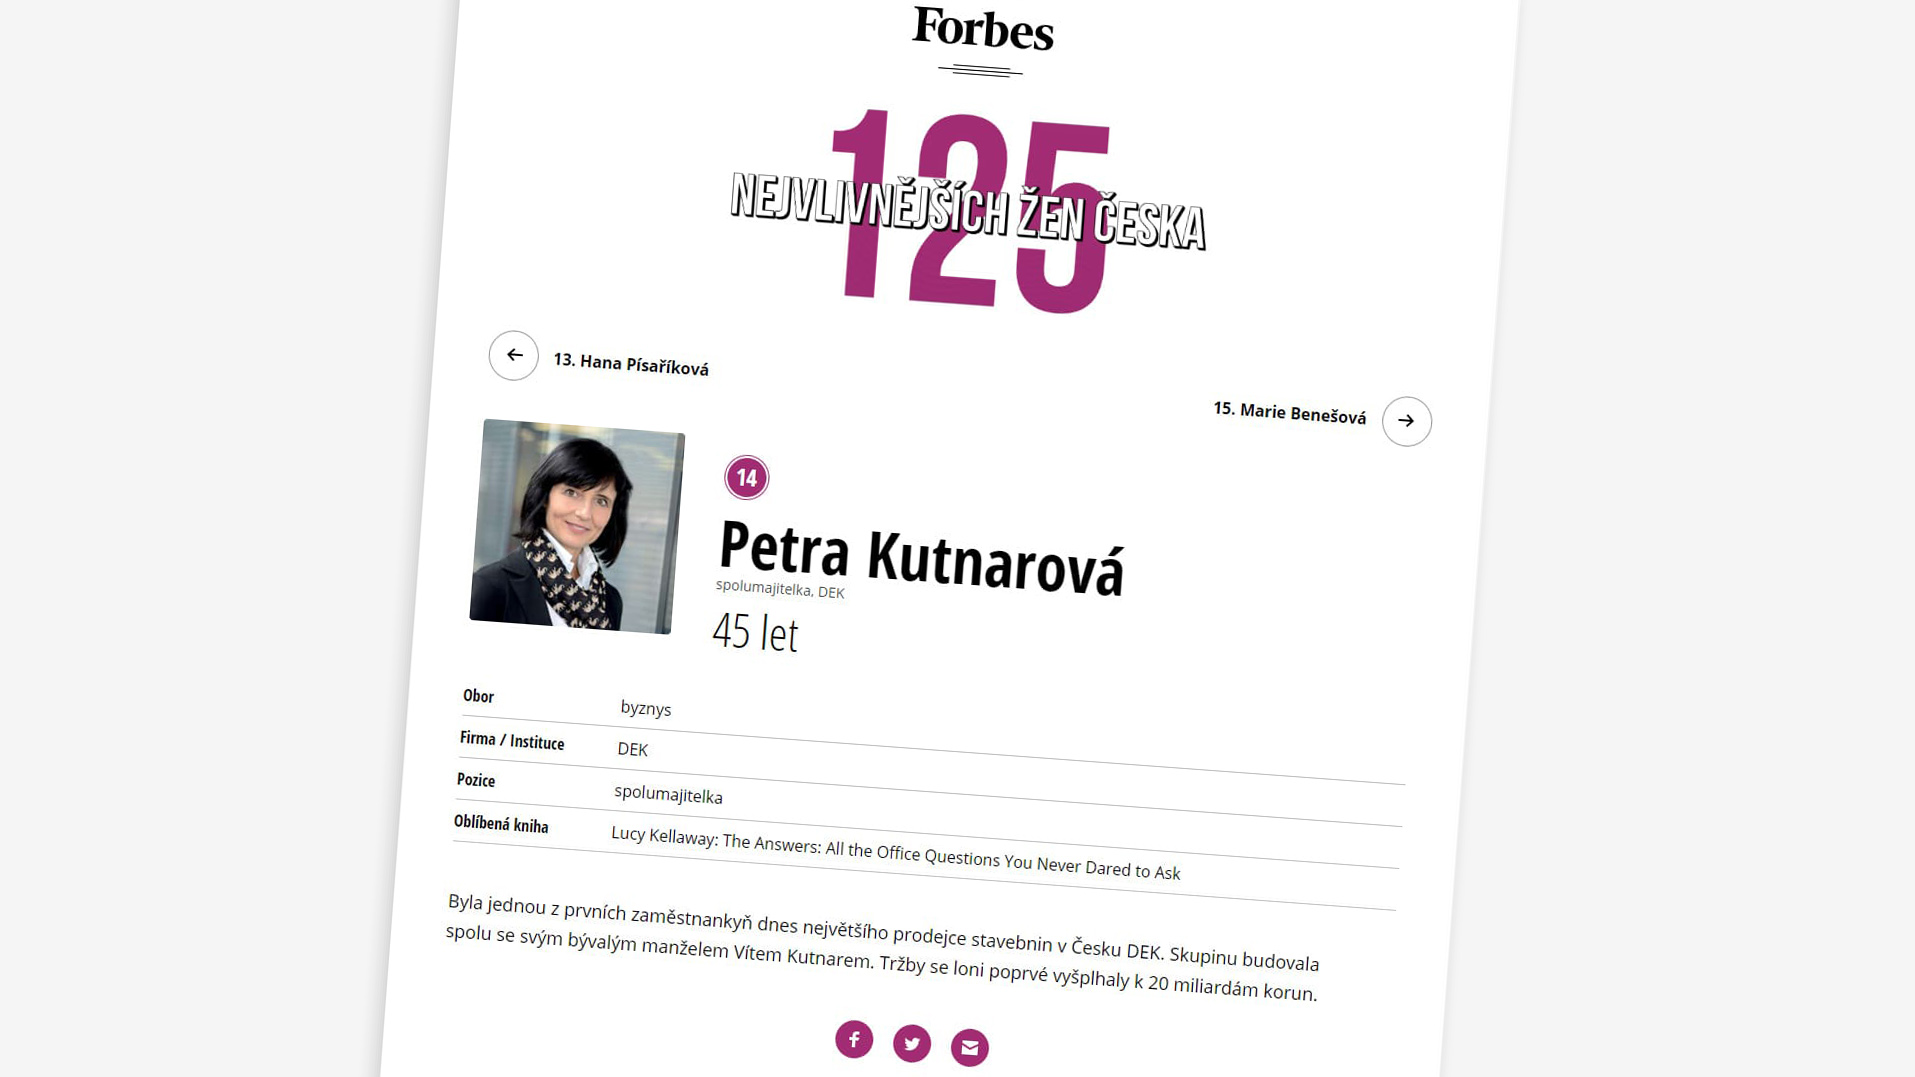 Forbes
125
NEJVLIVNĚJŠÍCH ŽEN ČESKA
13. Hana Písaříková
15. Marie Benešová
14
Petra Kutnarová
spolumajitelka, DEK
45 let
Obor byznys
Firma / Instituce DEK
Pozice spolumajitelka
Oblíbená kniha Lucy Kellaway: The Answers: All the Office Questions You Never Dared to Ask
Byla jednou z prvních zaměstnankyň dnes největšího prodejce stavebnin v Česku DEK. Skupinu budovala
spolu se svým bývalým manželem Vítem Kutnarem. Tržby se loni poprvé vyšplhaly k 20 miliardám korun.